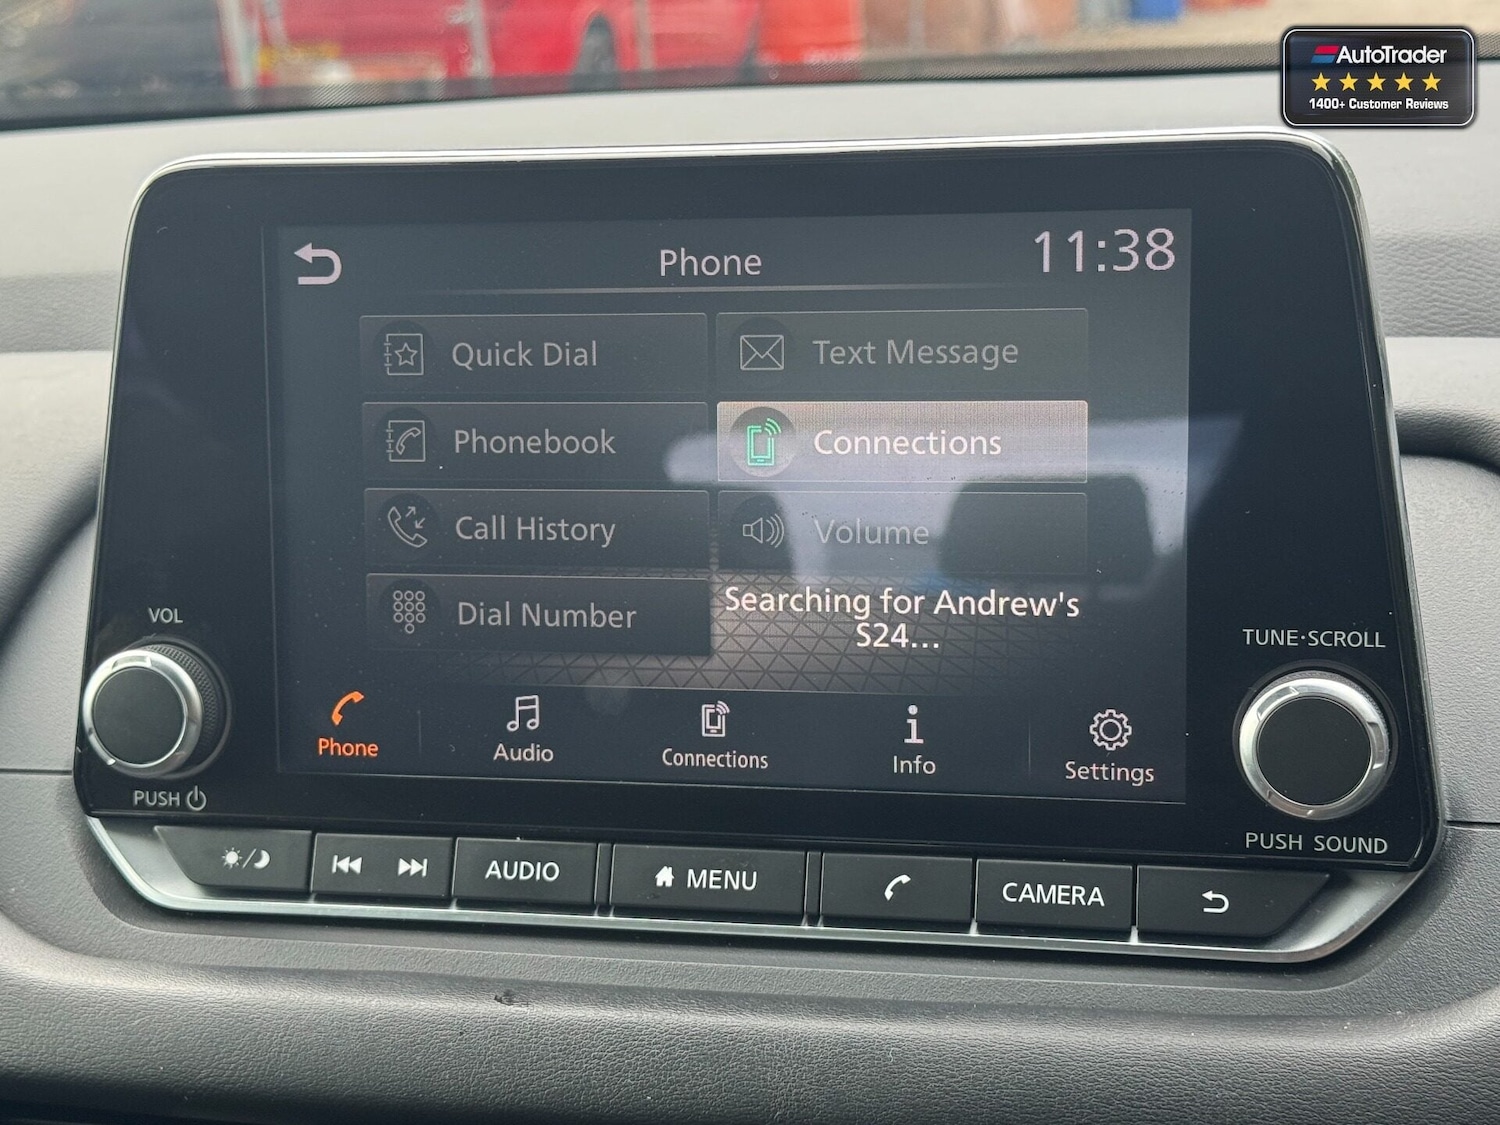 AutoTrader
1400+ Customer Reviews
Phone
11:38
Quick Dial
Text Message
Phonebook
Connections
Call History
Volume
Dial Number
Searching for Andrew's
S24...
VOL
TUNE·SCROLL
Phone
Audio
Connections
Info
Settings
PUSH
PUSH SOUND
AUDIO
MENU
CAMERA